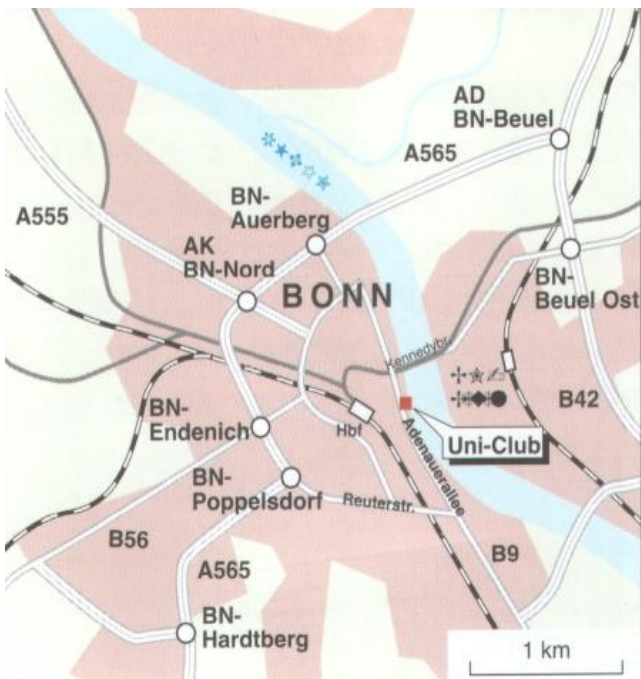 AD
BN-Beuel
A565
✲★✤☆★
BN-
Auerberg
A555
AK
BN-Nord
BONN
BN-
Beuel Ost
Kennedybr.
✢✭✍
✢❄◆❄●
B42
BN-
Endenich
Hbf
Uni-Club
Adenauerallee
BN-
Poppelsdorf
Reuterstr.
B56
A565
B9
BN-
Hardtberg
1 km